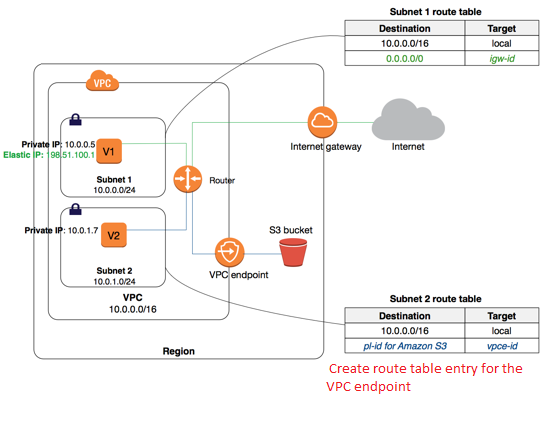 Subnet 1 route table
Destination Target
10.0.0.0/16 local
0.0.0.0/0 igw-id
VPC
Private IP: 10.0.0.5
Elastic IP: 198.51.100.1
V1
Subnet 1
10.0.0.0/24
Router
Internet gateway
Internet
Private IP: 10.0.1.7
V2
Subnet 2
10.0.1.0/24
S3 bucket
VPC endpoint
VPC
10.0.0.0/16
Region
Subnet 2 route table
Destination Target
10.0.0.0/16 local
pl-id for Amazon S3 vpce-id
Create route table entry for the
VPC endpoint